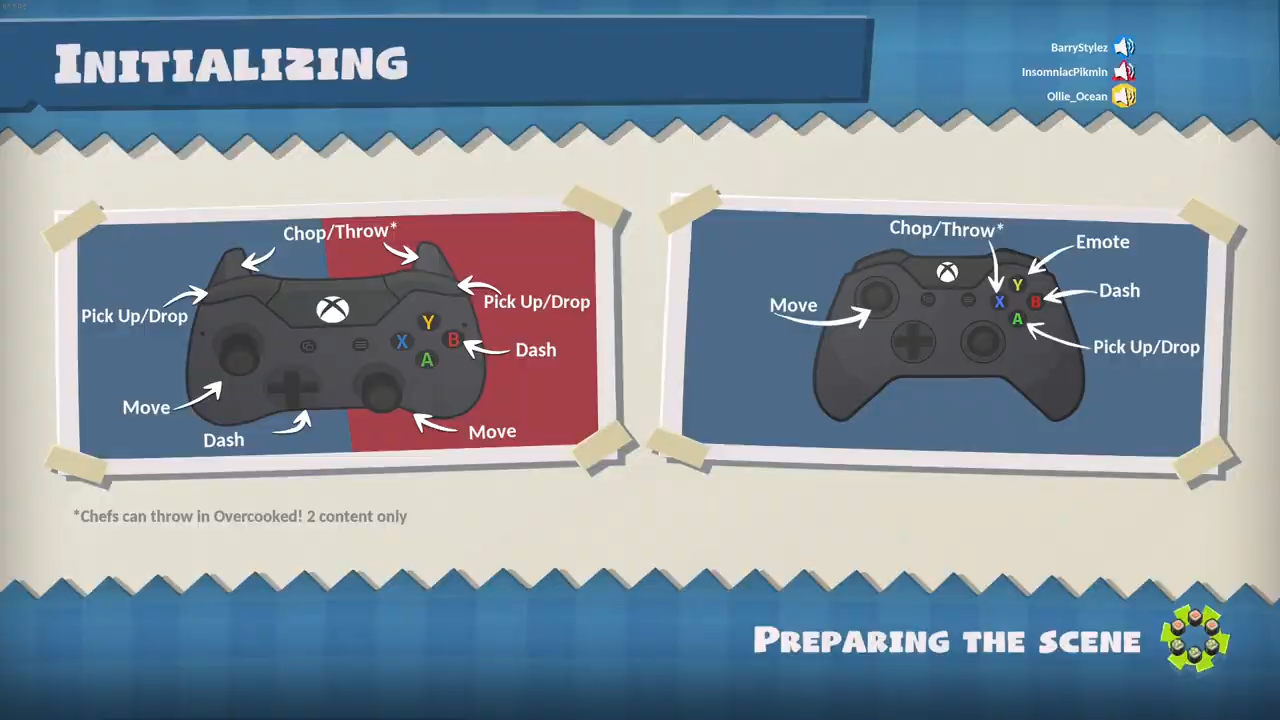 INITIALIZING
BarryStylez
InsomniacPikmin
Ollie_Ocean
Chop/Throw*
Pick Up/Drop
Pick Up/Drop
Y
X
B
A
Dash
Move
Dash
Move
Chop/Throw*
Emote
Y
X
B
A
Dash
Move
Pick Up/Drop
*Chefs can throw in Overcooked! 2 content only
PREPARING THE SCENE